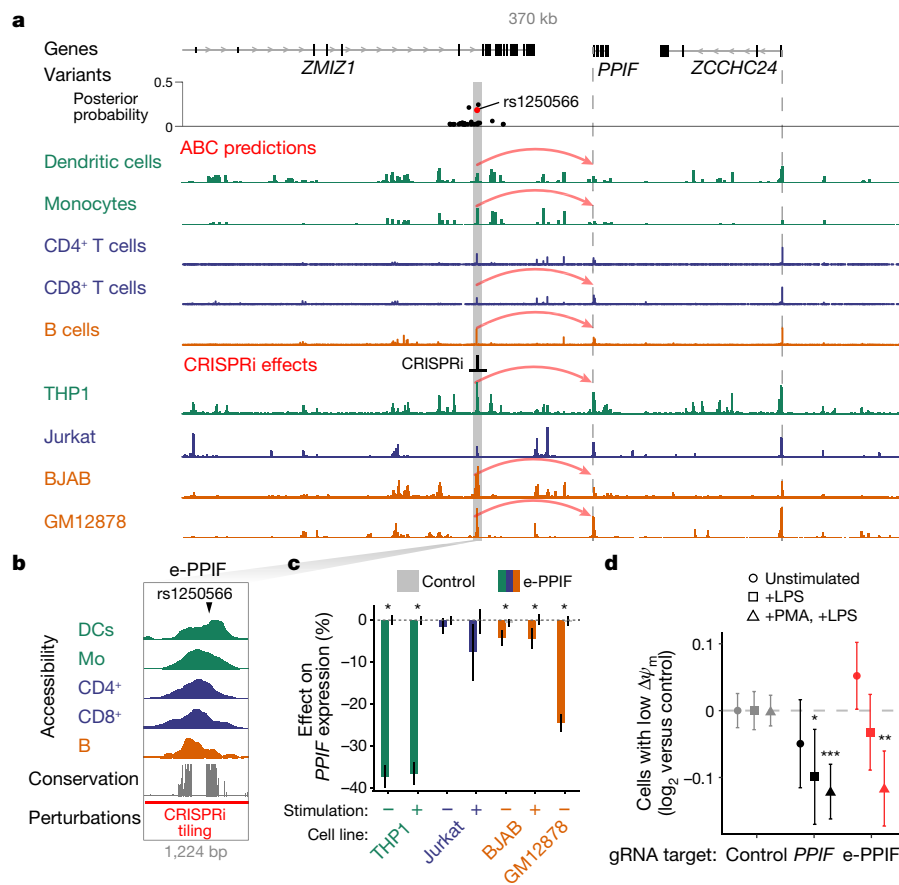 a
370 kb
Genes
ZMIZ1
PPIF
ZCCHC24
Variants
Posterior
probability
0.5
0
rs1250566
ABC predictions
Dendritic cells
Monocytes
CD4⁺ T cells
CD8⁺ T cells
B cells
CRISPRi effects
CRISPRi
THP1
Jurkat
BJAB
GM12878
b
e-PPIF
rs1250566
Accessibility
DCs
Mo
CD4⁺
CD8⁺
B
Conservation
Perturbations
CRISPRi
tiling
1,224 bp
c
Control
e-PPIF
Effect on
PPIF expression (%)
0
−10
−20
−30
−40
* * * * *
Stimulation: − + − + − + −
Cell line:
THP1
Jurkat
BJAB
GM12878
d
Unstimulated
+LPS
+PMA, +LPS
Cells with low Δψm
(log2 versus control)
0.1
0
−0.1
*
***
**
gRNA target: Control PPIF e-PPIF